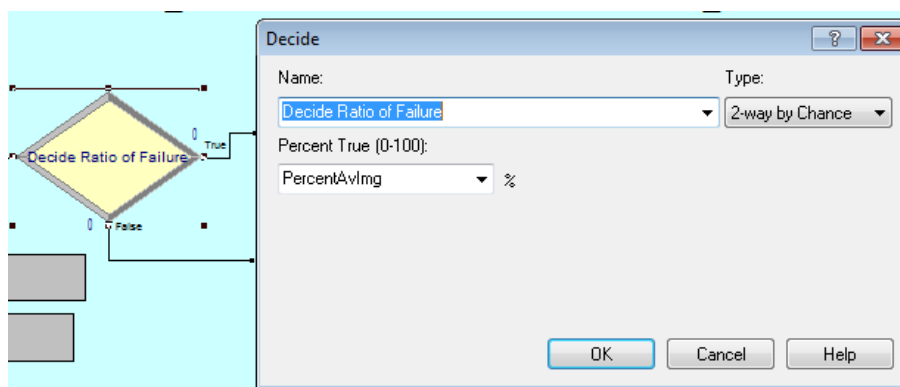 Decide
Name:
Type:
Decide Ratio of Failure
2-way by Chance
Percent True (0-100):
PercentAvImg
%
OK
Cancel
Help
0
True
Decide Ratio of Failure
0
False